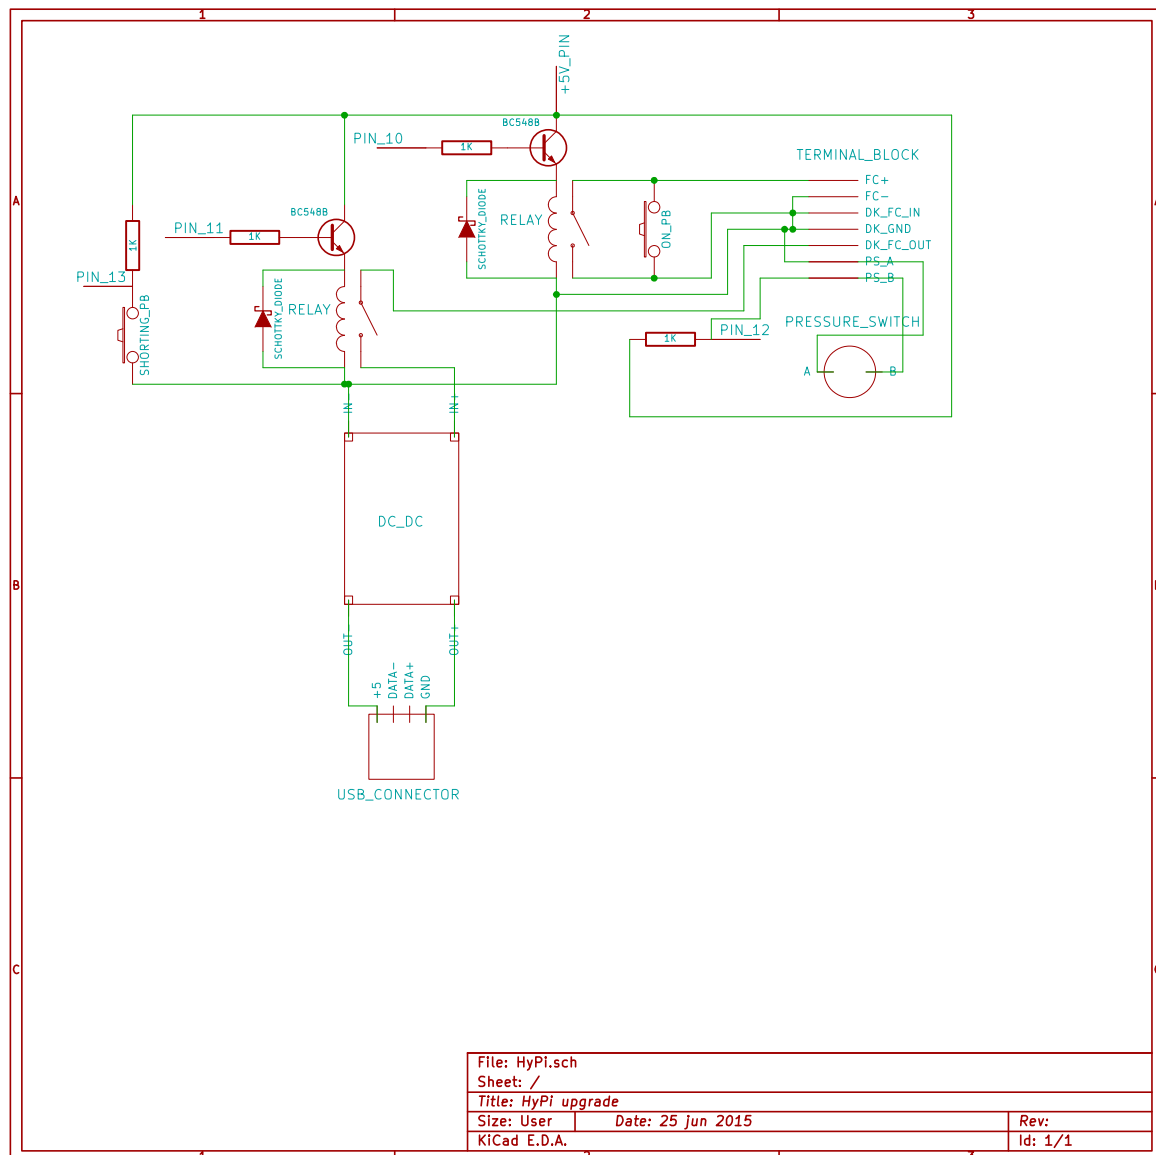 1
2
3
+5V_PIN
BC548B
PIN_10
1K
TERMINAL_BLOCK
FC+
FC-
DK_FC_IN
DK_GND
DK_FC_OUT
PS_A
PS_B
A
SCHOTTKY_DIODE
RELAY
ON_PB
BC548B
PIN_11
1K
1K
PIN_13
SHORTING_PB
SCHOTTKY_DIODE
RELAY
PRESSURE_SWITCH
PIN_12
1K
A
B
IN-
IN+
DC_DC
B
OUT-
OUT+
+5
DATA-
DATA+
GND
USB_CONNECTOR
C
File: HyPi.sch
Sheet: /
Title: HyPi upgrade
Size: User
Date: 25 jun 2015
Rev:
KiCad E.D.A.
Id: 1/1